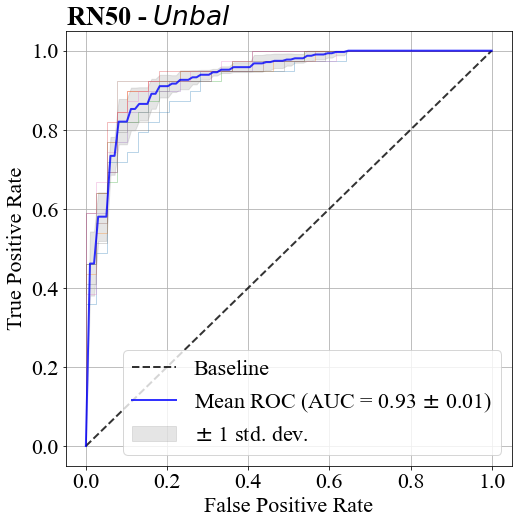 RN50 - Unbal
True Positive Rate
1.0
0.8
0.6
0.4
0.2
0.0
Baseline
Mean ROC (AUC = 0.93 ± 0.01)
± 1 std. dev.
0.0 0.2 0.4 0.6 0.8 1.0
False Positive Rate